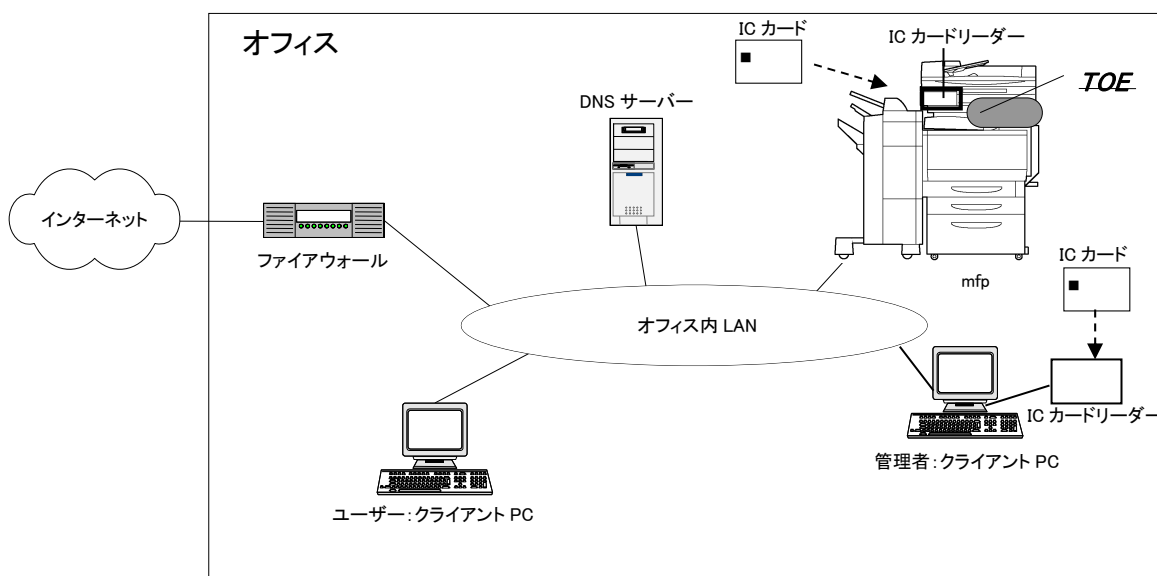 オフィス
IC カード
IC カードリーダー
TOE
DNS サーバー
インターネット
ファイアウォール
mfp
IC カード
オフィス内 LAN
IC カードリーダー
管理者:クライアント PC
ユーザー:クライアント PC